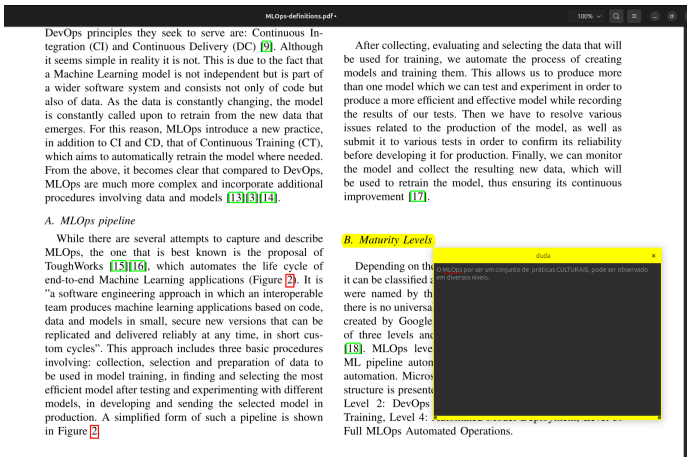 MLOps-definitions.pdf •
100%
DevOps principles they seek to serve are: Continuous In-
tegration (CI) and Continuous Delivery (DC) [9]. Although
it seems simple in reality it is not. This is due to the fact that
a Machine Learning model is not independent but is part of
a wider software system and consists not only of code but
also of data. As the data is constantly changing, the model
is constantly called upon to retrain from the new data that
emerges. For this reason, MLOps introduce a new practice,
in addition to CI and CD, that of Continuous Training (CT),
which aims to automatically retrain the model where needed.
From the above, it becomes clear that compared to DevOps,
MLOps are much more complex and incorporate additional
procedures involving data and models [13][3][14].
A. MLOps pipeline
While there are several attempts to capture and describe
MLOps, the one that is best known is the proposal of
ToughWorks [15][16], which automates the life cycle of
end-to-end Machine Learning applications (Figure 2). It is
"a software engineering approach in which an interoperable
team produces machine learning applications based on code,
data and models in small, secure new versions that can be
replicated and delivered reliably at any time, in short cus-
tom cycles". This approach includes three basic procedures
involving: collection, selection and preparation of data to
be used in model training, in finding and selecting the most
efficient model after testing and experimenting with different
models, in developing and sending the selected model in
production. A simplified form of such a pipeline is shown
in Figure 2
After collecting, evaluating and selecting the data that will
be used for training, we automate the process of creating
models and training them. This allows us to produce more
than one model which we can test and experiment in order to
produce a more efficient and effective model while recording
the results of our tests. Then we have to resolve various
issues related to the production of the model, as well as
submit it to various tests in order to confirm its reliability
before developing it for production. Finally, we can monitor
the model and collect the resulting new data, which will
be used to retrain the model, thus ensuring its continuous
improvement [17].
B. Maturity Levels
Depending on the
it can be classified
were named by th
there is no universa
created by Google
of three levels and
[18]. MLOps leve
ML pipeline autom
automation. Micros
structure is presente
Level 2: DevOps
Training, Level 4:
Full MLOps Automated Operations.
duda
O MLOps por ser um conjunto de práticas CULTURAIS, pode ser observado
em diversos níveis.